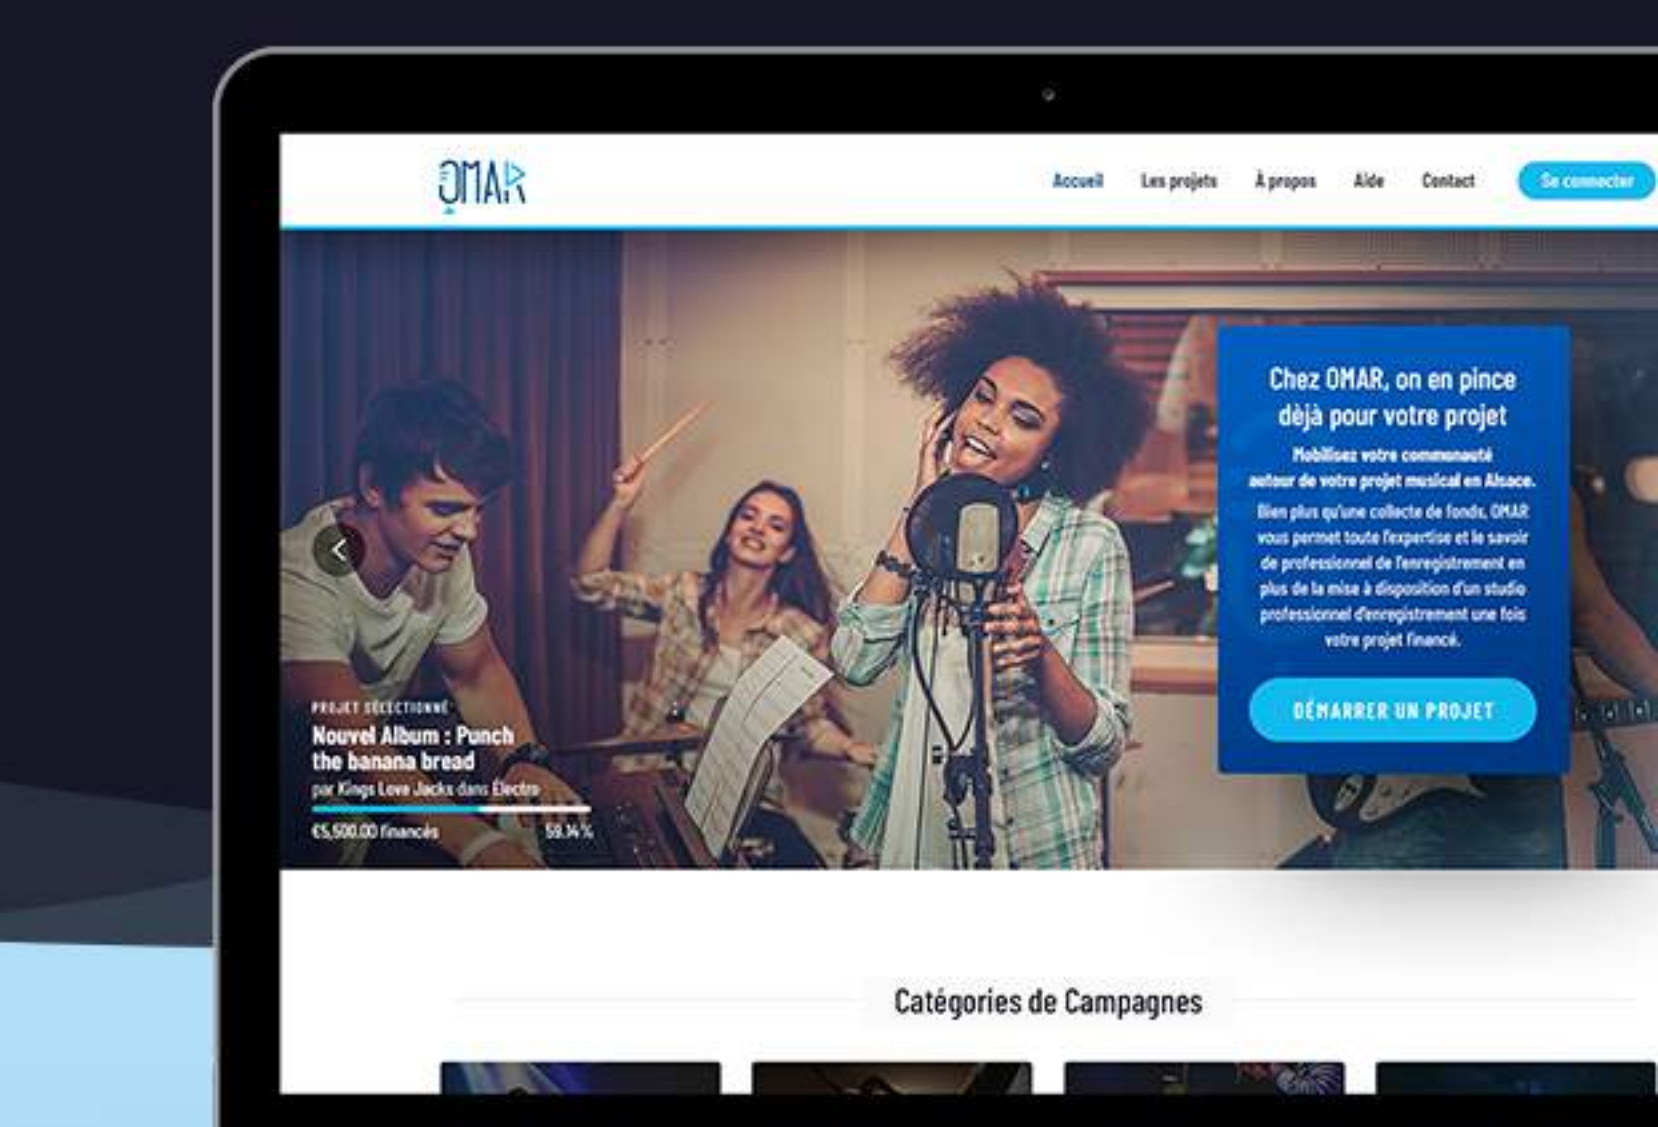 OMAR
Accueil
Les projets
À propos
Aide
Contact
Se connecter
Chez OMAR, on en pince
dèjà pour votre projet
Mobilisez votre communauté
autour de votre projet musical en Alsace.
Bien plus qu'une collecte de fonds, OMAR
vous permet toute l'expertise et le savoir
de professionnel de l'enregistrement en
plus de la mise à disposition d'un studio
professionnel d'enregistrement une fois
votre projet financé.
DÉMARRER UN PROJET
PROJET SÉLECTIONNÉ
Nouvel Album : Punch
the banana bread
par Kings Love Jacks dans Électro
€5,500.00 financés
59.14%
Catégories de Campagnes